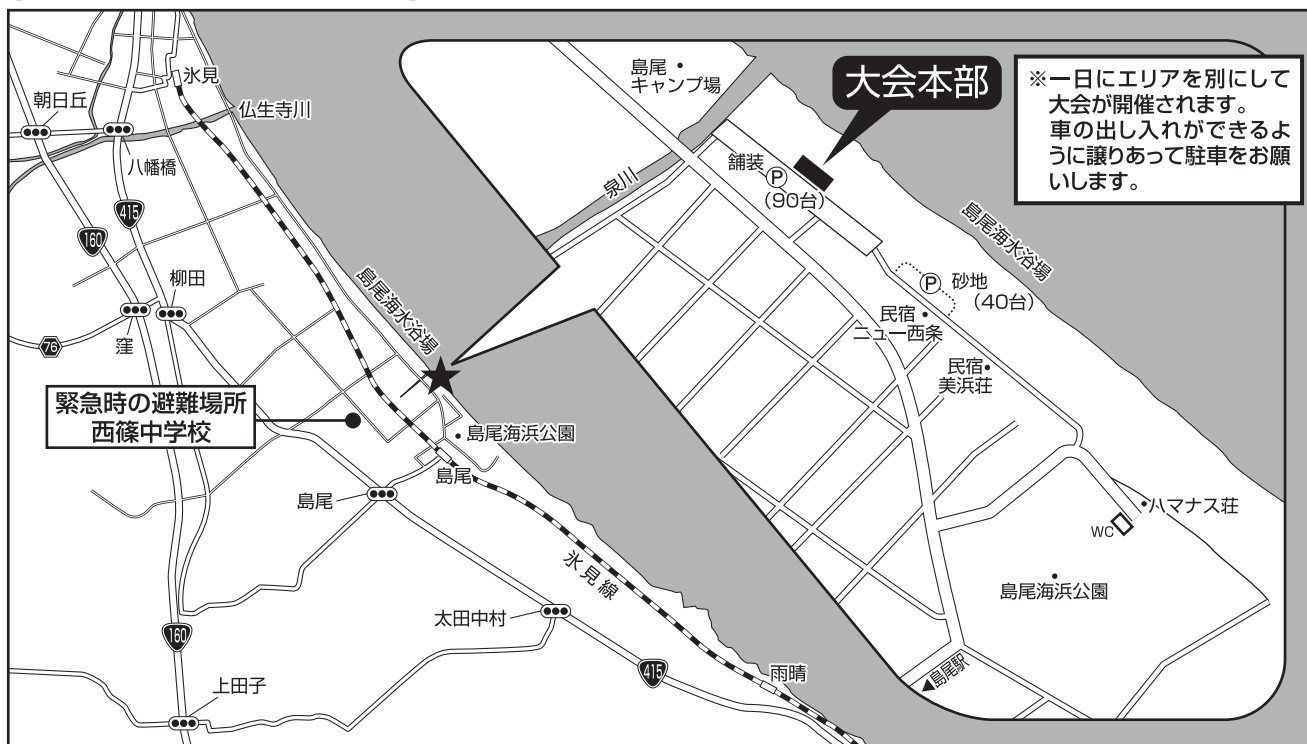 氷見
朝日丘
仏生寺川
八幡橋
415
160
柳田
76
窪
島尾海水浴場
緊急時の避難場所
西篠中学校
島尾海浜公園
島尾
島尾
氷見線
太田中村
160
415
雨晴
上田子
島尾
キャンプ場
大会本部
※一日にエリアを別にして
大会が開催されます。
車の出し入れができるよ
うに譲りあって駐車をお願
いします。
泉川
舗装
P
(90台)
島尾海水浴場
P
砂地
(40台)
民宿
ニュー西条
民宿
美浜荘
ハマナス荘
WC
島尾海浜公園
▲島尾駅